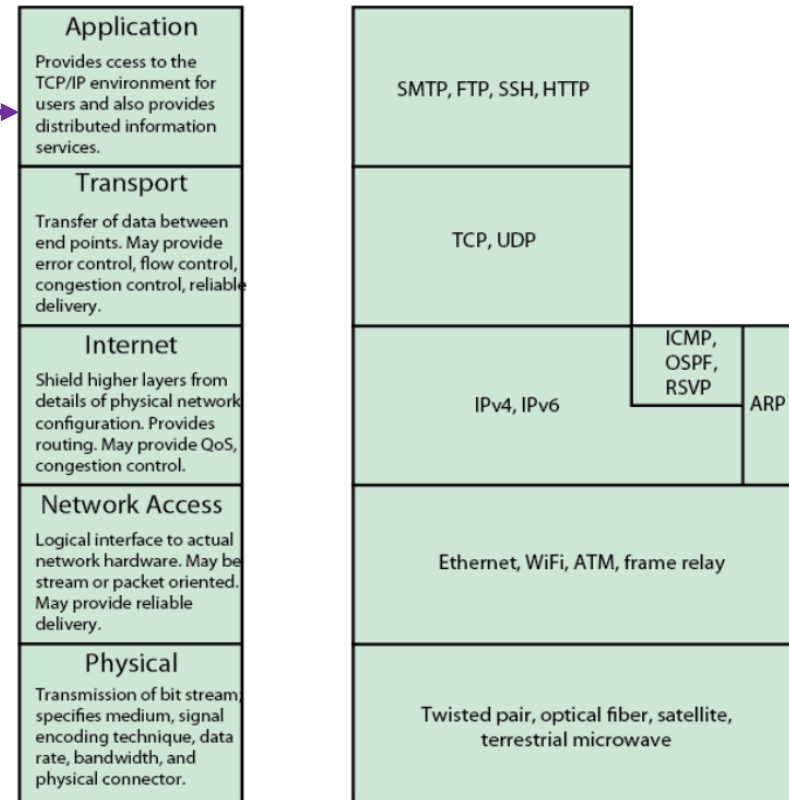 Application
Provides ccess to the
TCP/IP environment for
users and also provides
distributed information
services.
SMTP, FTP, SSH, HTTP
Transport
Transfer of data between
end points. May provide
error control, flow control,
congestion control, reliable
delivery.
TCP, UDP
Internet
Shield higher layers from
details of physical network
configuration. Provides
routing. May provide QoS,
congestion control.
IPv4, IPv6
ICMP,
OSPF,
RSVP
ARP
Network Access
Logical interface to actual
network hardware. May be
stream or packet oriented.
May provide reliable
delivery.
Ethernet, WiFi, ATM, frame relay
Physical
Transmission of bit stream;
specifies medium, signal
encoding technique, data
rate, bandwidth, and
physical connector.
Twisted pair, optical fiber, satellite,
terrestrial microwave